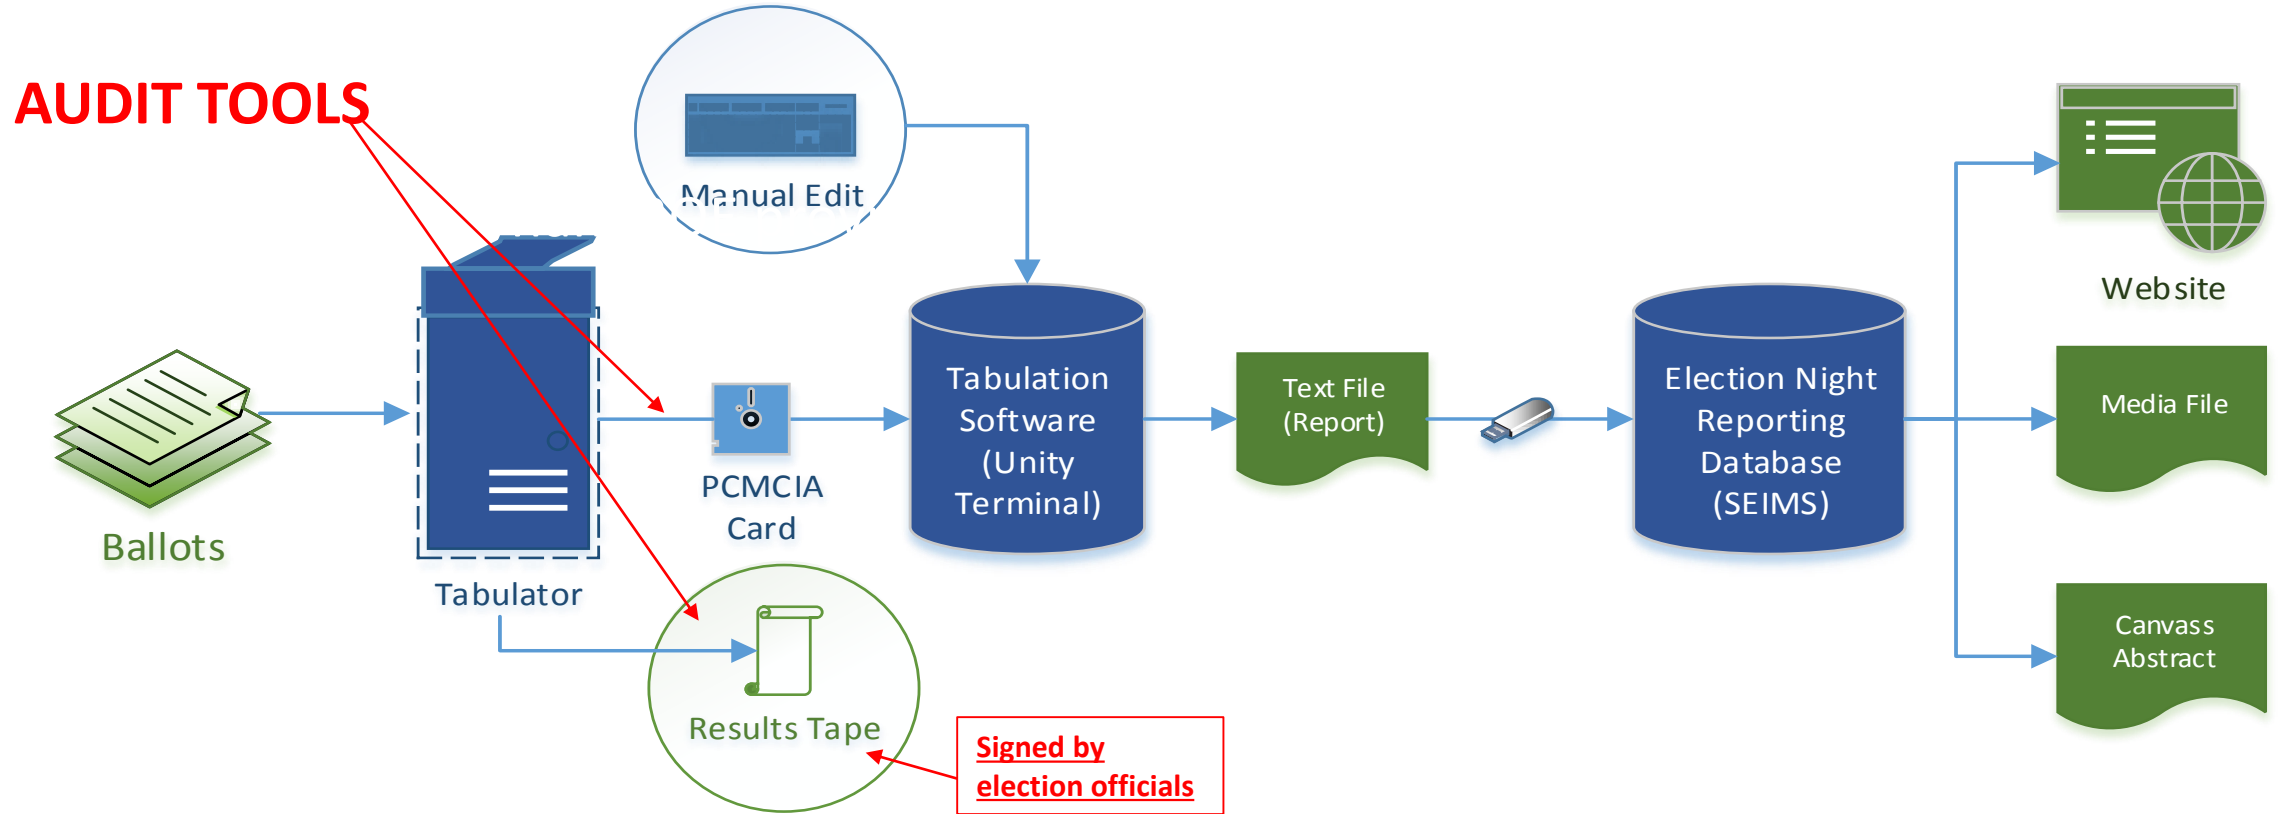 AUDIT TOOLS
Manual Edit
Website
Tabulation
Software
(Unity
Terminal)
Text File
(Report)
Election Night
Reporting
Database
(SEIMS)
Media File
PCMCIA
Card
Ballots
Tabulator
Canvass
Abstract
Results Tape
Signed by
election officials